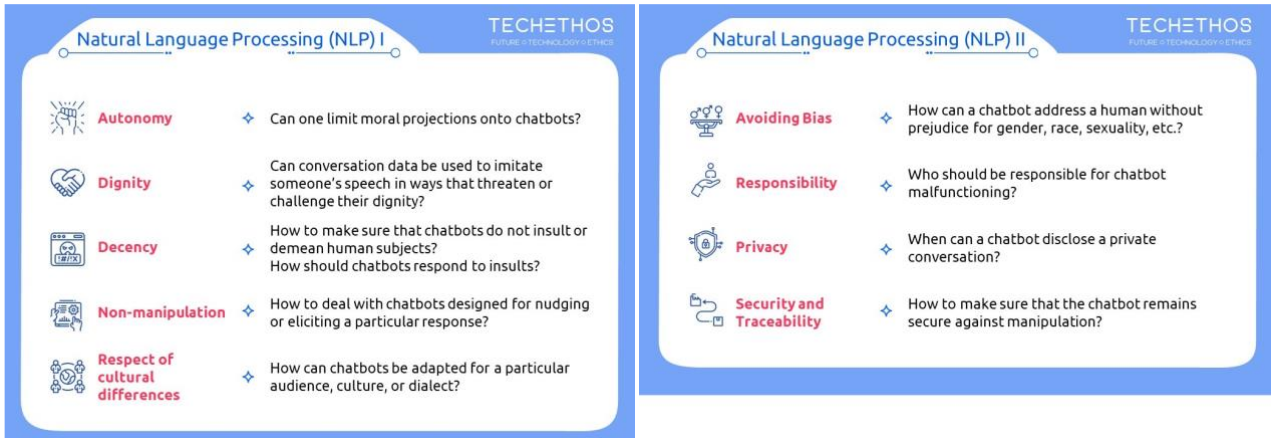 Natural Language Processing (NLP) I
TECHETHOS
FUTURE ○ TECHNOLOGY ○ ETHICS
Autonomy
Can one limit moral projections onto chatbots?
Dignity
Can conversation data be used to imitate
someone's speech in ways that threaten or
challenge their dignity?
Decency
!#/!X
How to make sure that chatbots do not insult or
demean human subjects?
How should chatbots respond to insults?
Non-manipulation
How to deal with chatbots designed for nudging
or eliciting a particular response?
Respect of
cultural
differences
How can chatbots be adapted for a particular
audience, culture, or dialect?
Natural Language Processing (NLP) II
TECHETHOS
FUTURE ○ TECHNOLOGY ○ ETHICS
Avoiding Bias
How can a chatbot address a human without
prejudice for gender, race, sexuality, etc.?
Responsibility
Who should be responsible for chatbot
malfunctioning?
Privacy
When can a chatbot disclose a private
conversation?
Security and
Traceability
How to make sure that the chatbot remains
secure against manipulation?